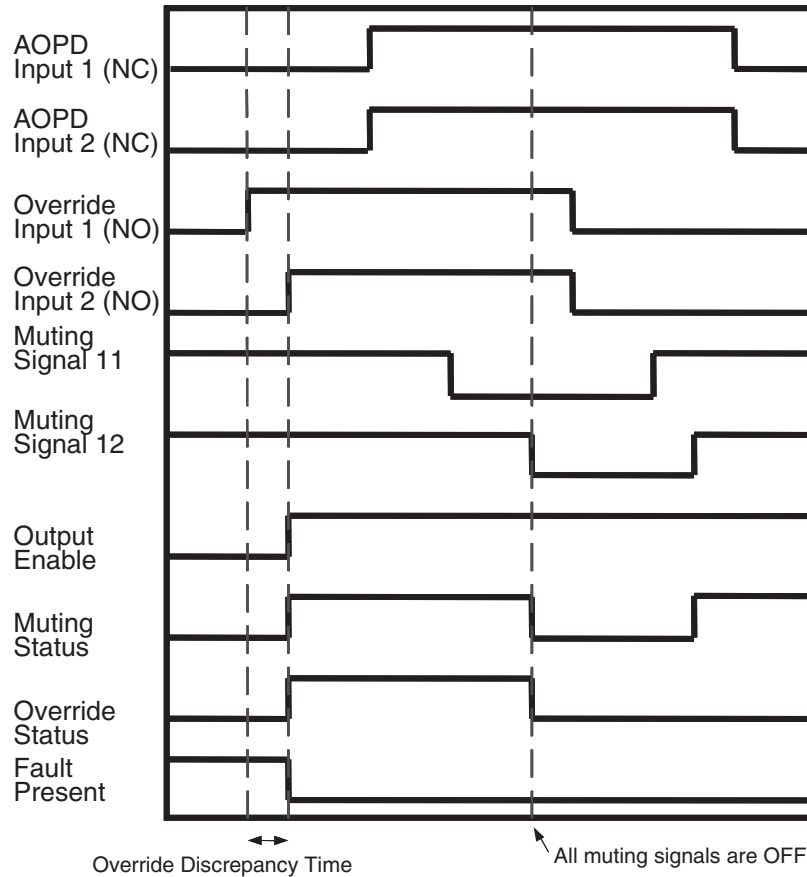 AOPD
Input 1 (NC)
AOPD
Input 2 (NC)
Override
Input 1 (NO)
Override
Input 2 (NO)
Muting
Signal 11
Muting
Signal 12
Output
Enable
Muting
Status
Override
Status
Fault
Present
Override Discrepancy Time
All muting signals are OFF